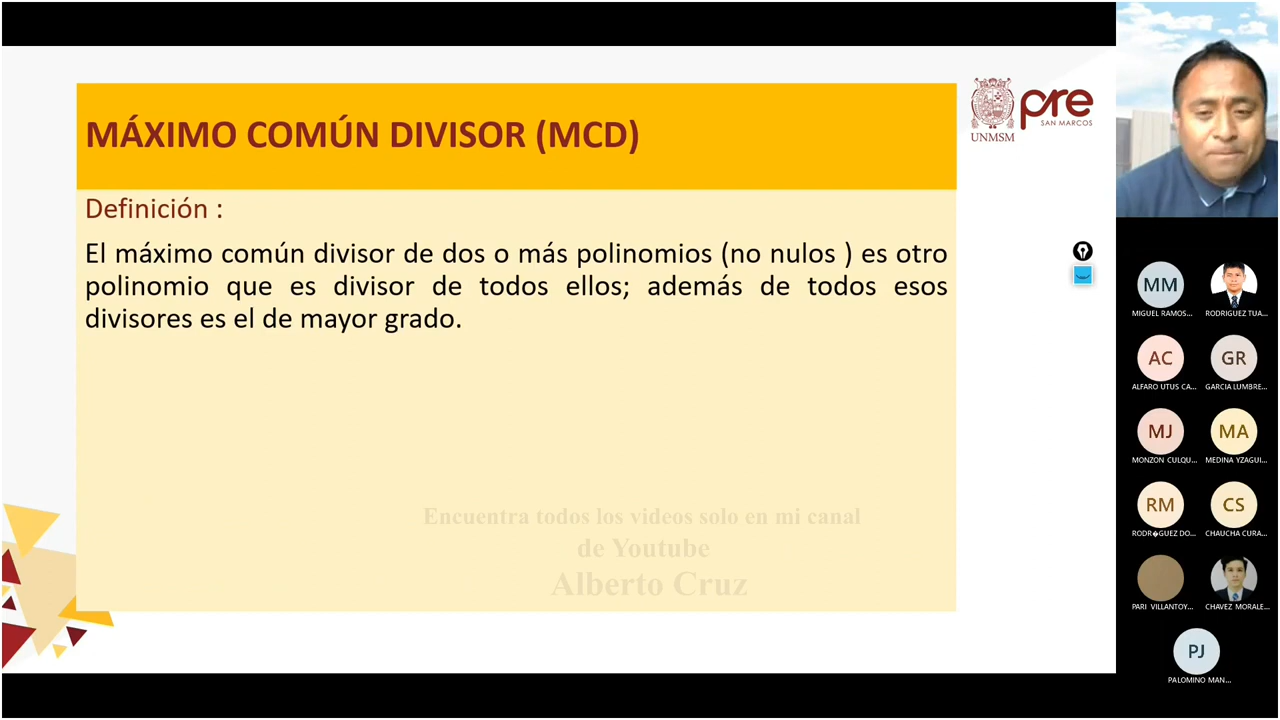 MÁXIMO COMÚN DIVISOR (MCD)
UNMSM
pre
SAN MARCOS
Definición :
El máximo común divisor de dos o más polinomios (no nulos ) es otro
polinomio que es divisor de todos ellos; además de todos esos
divisores es el de mayor grado.
Encuentra todos los videos solo en mi canal
de Youtube
Alberto Cruz
MM
MIGUEL RAMOS...
RODRIGUEZ TUA...
AC
ALFARO UTUS CA...
GR
GARCIA LUMBRE...
MJ
MONZON CULQU...
MA
MEDINA YZAGUI...
RM
RODR�GUEZ DO...
CS
CHAUCHA CURA...
PARI VILLANTOY...
CHAVEZ MORALE...
PJ
PALOMINO MAN...